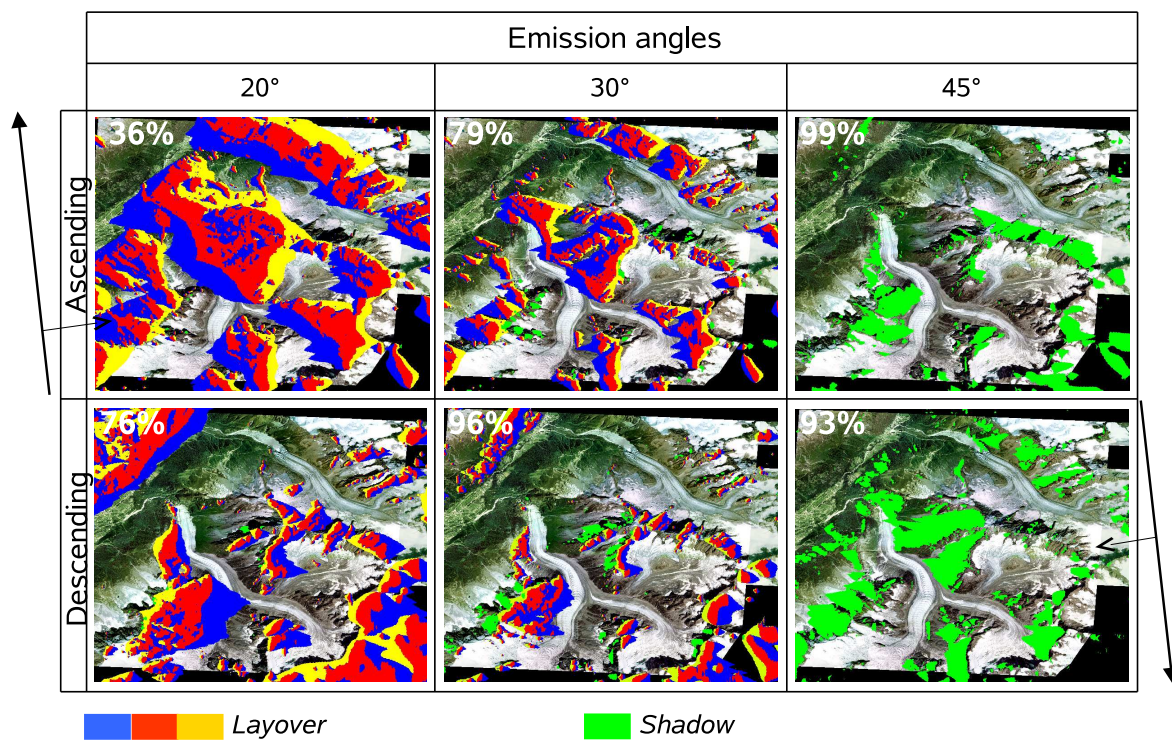 Emission angles
20°
30°
45°
Ascending
36%
79%
99%
Descending
76%
96%
93%
Layover
Shadow